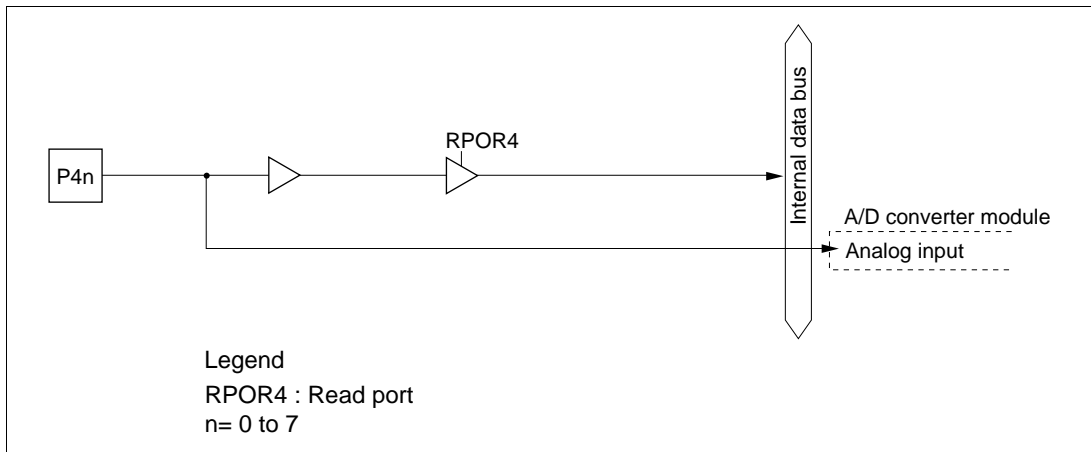 RPOR4
P4n
Internal data bus
A/D converter module
Analog input
Legend
RPOR4 : Read port
n= 0 to 7